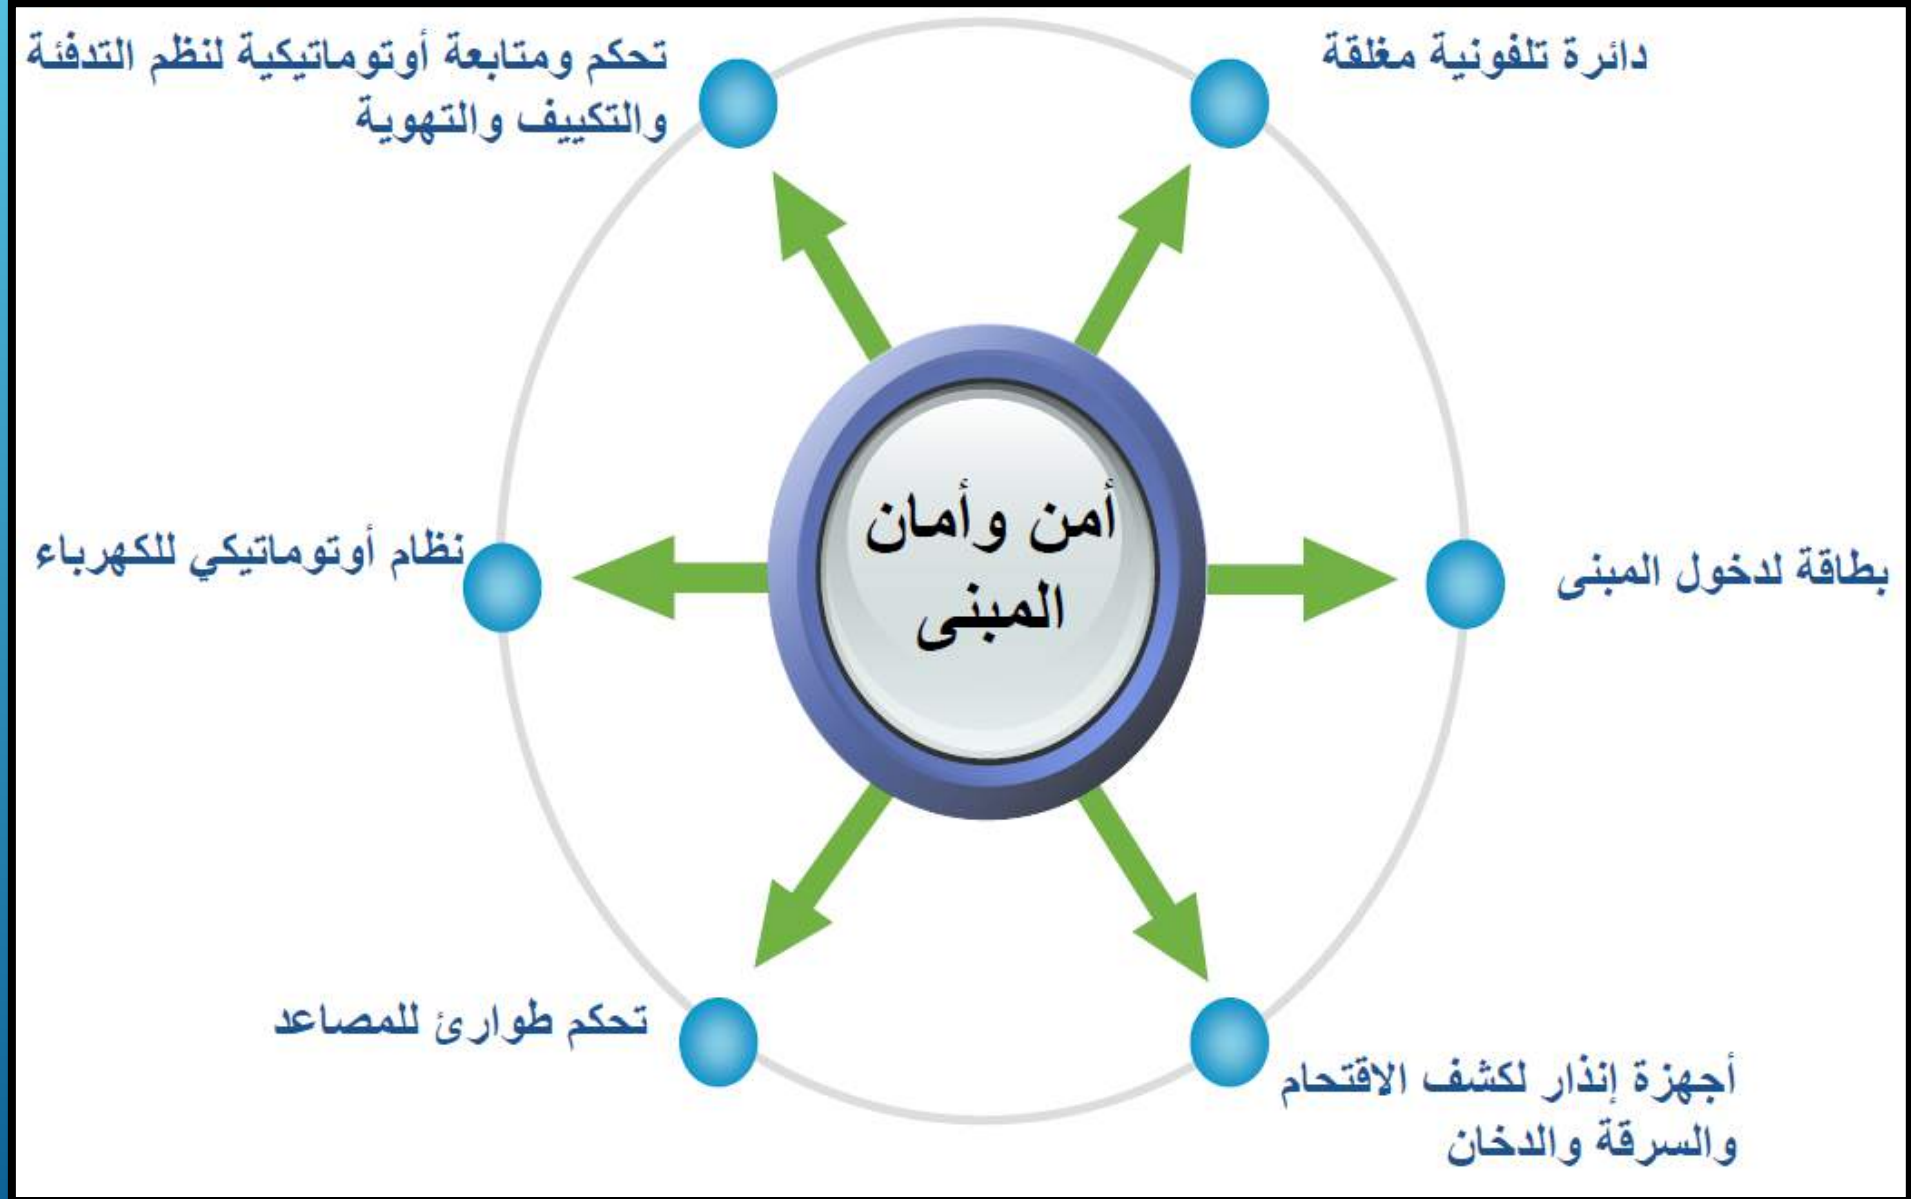 دائرة تلفونية مغلقة
تحكم ومتابعة أوتوماتيكية لنظم التدفئة
والتكييف والتهوية
أمن وأمان
المبنى
بطاقة لدخول المبنى
نظام أوتوماتيكي للكهرباء
تحكم طوارئ للمصاعد
أجهزة إنذار لكشف الاقتحام
والسرقة والدخان